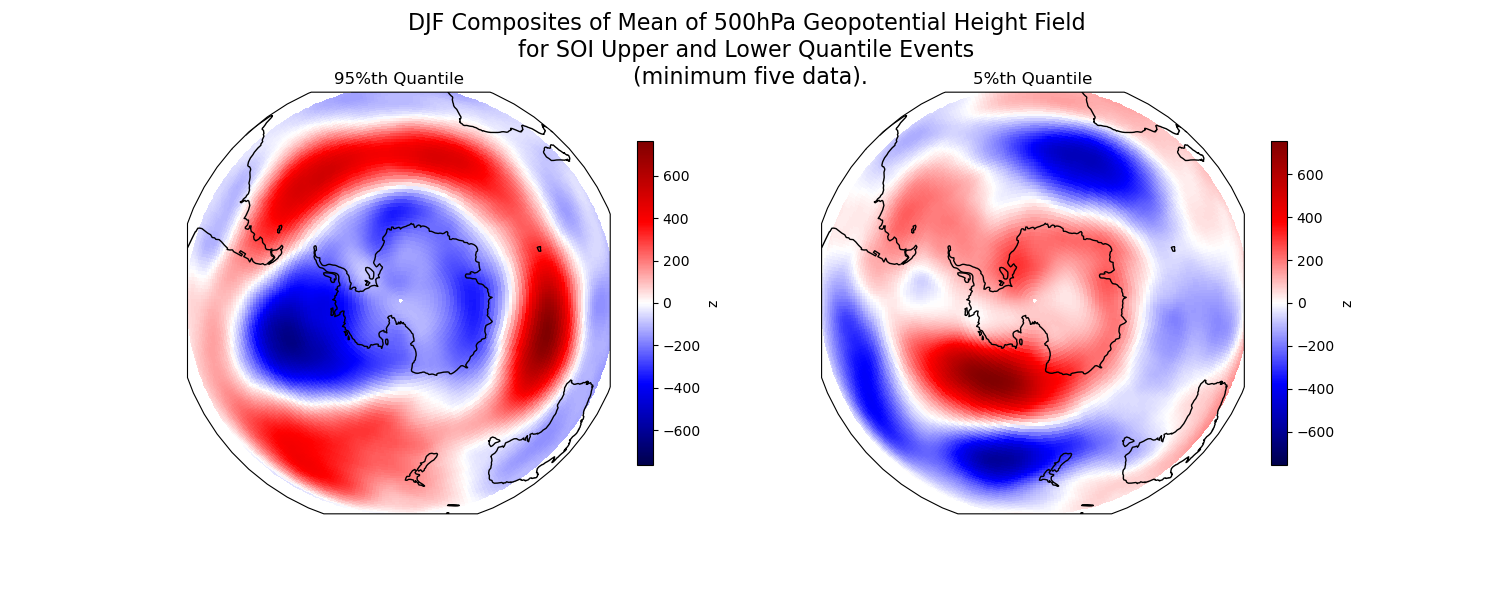 DJF Composites of Mean of 500hPa Geopotential Height Field
for SOI Upper and Lower Quantile Events
(minimum five data).
95%th Quantile
5%th Quantile
600
400
200
0
−200
−400
−600
z
600
400
200
0
−200
−400
−600
z